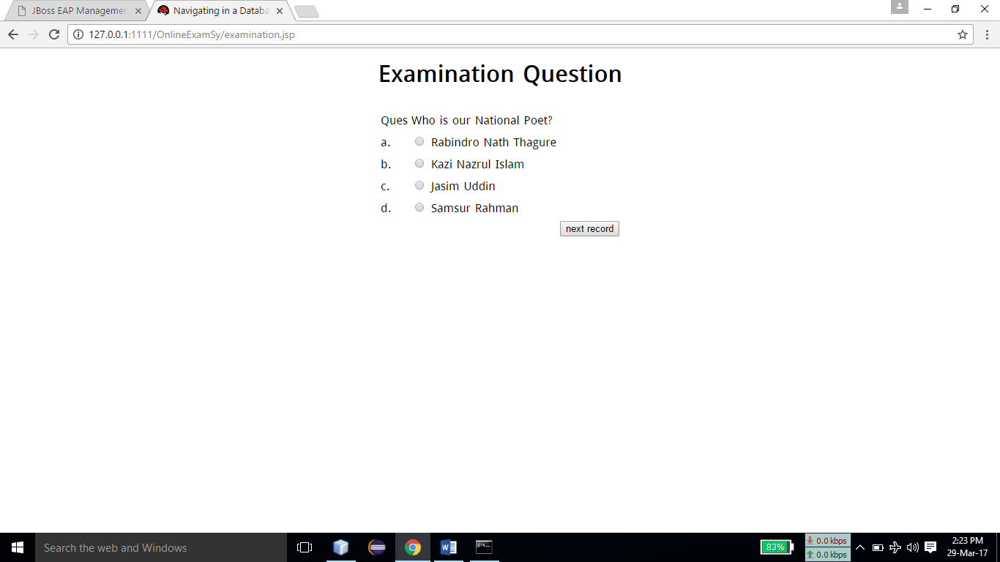 JBoss EAP Managemen
Navigating in a Databa
127.0.0.1:1111/OnlineExamSy/examination.jsp
Examination Question
Ques Who is our National Poet?
a. Rabindro Nath Thagure
b. Kazi Nazrul Islam
c. Jasim Uddin
d. Samsur Rahman
next record
Search the web and Windows
83%
0.0 kbps
0.0 kbps
2:23 PM
29-Mar-17